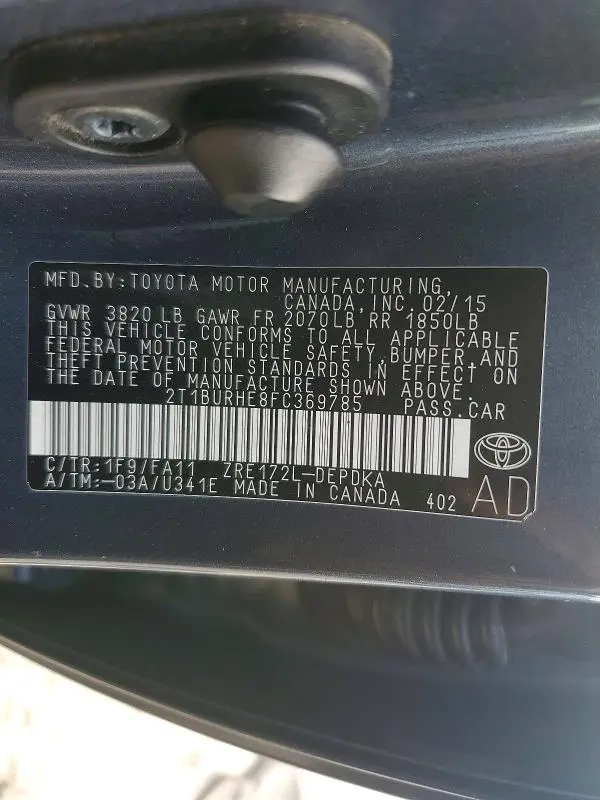 MFD.BY:TOYOTA MOTOR MANUFACTURING,
CANADA,INC. 02/15
GVWR 3820 LB GAWR FR 2070LB RR 1850LB
THIS VEHICLE CONFORMS TO ALL APPLICABLE
FEDERAL MOTOR VEHICLE SAFETY,BUMPER,AND
THEFT PREVENTION STANDARDS IN EFFECT ON
THE DATE OF MANUFACTURE SHOWN ABOVE.
2T1BURHE8FC369785 PASS.CAR
C/TR:1F9/FA11 ZRE172L-DEPDKA
A/TM:-03A/U341E MADE IN CANADA 402
AD